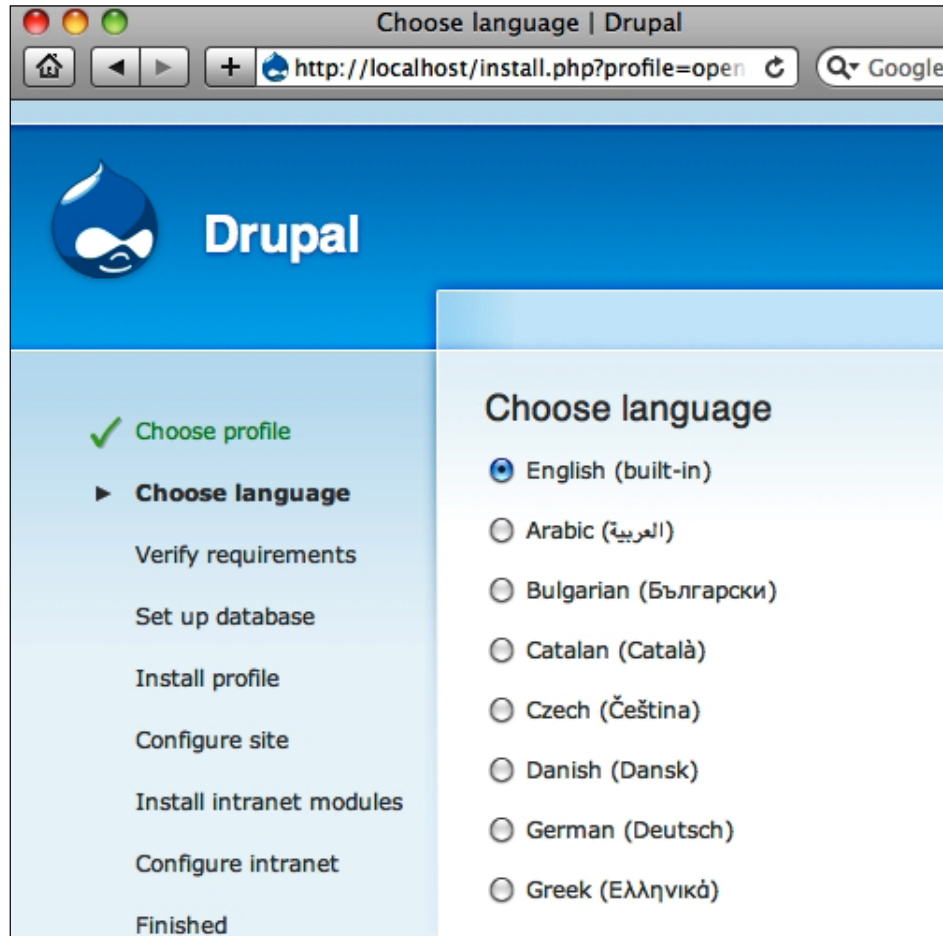 Choose language | Drupal
http://localhost/install.php?profile=open
Google
Drupal
Choose profile
Choose language
Verify requirements
Set up database
Install profile
Configure site
Install intranet modules
Configure intranet
Finished
Choose language
English (built-in)
Arabic (العربية)
Bulgarian (Български)
Catalan (Català)
Czech (Čeština)
Danish (Dansk)
German (Deutsch)
Greek (Ελληνικά)